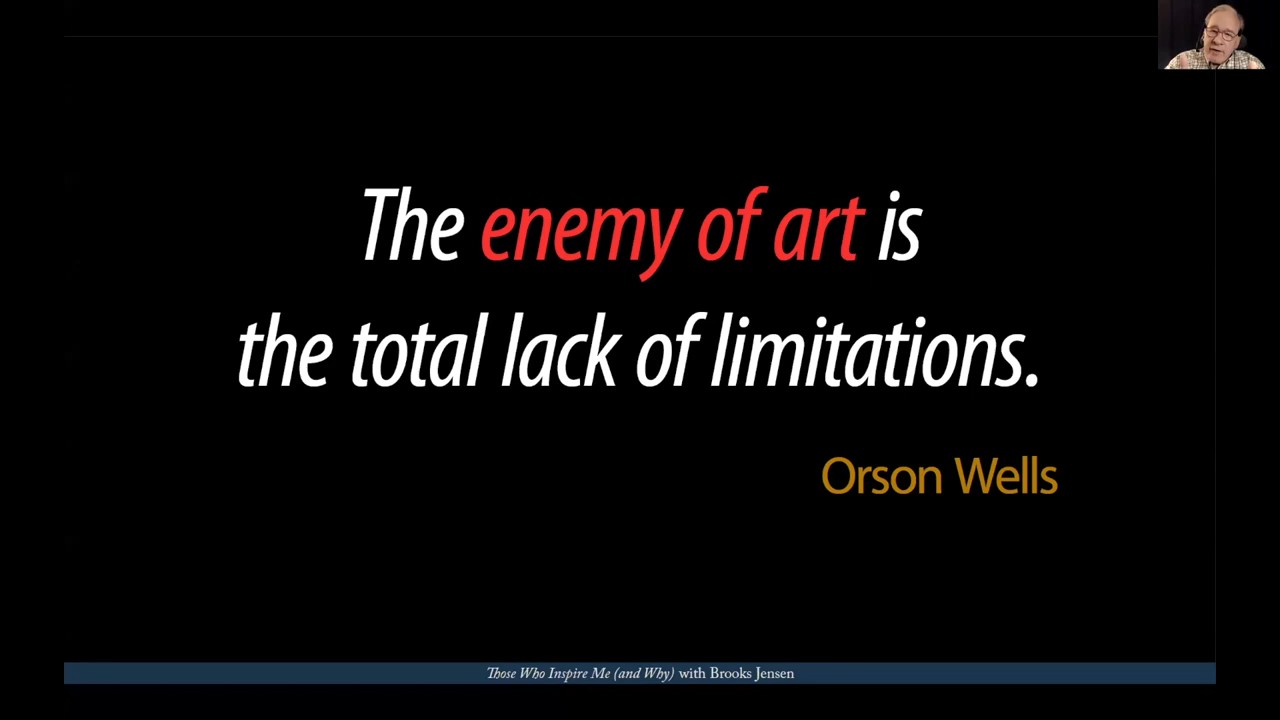 The enemy of art is
the total lack of limitations.
Orson Wells
Those Who Inspire Me (and Why) with Brooks Jensen